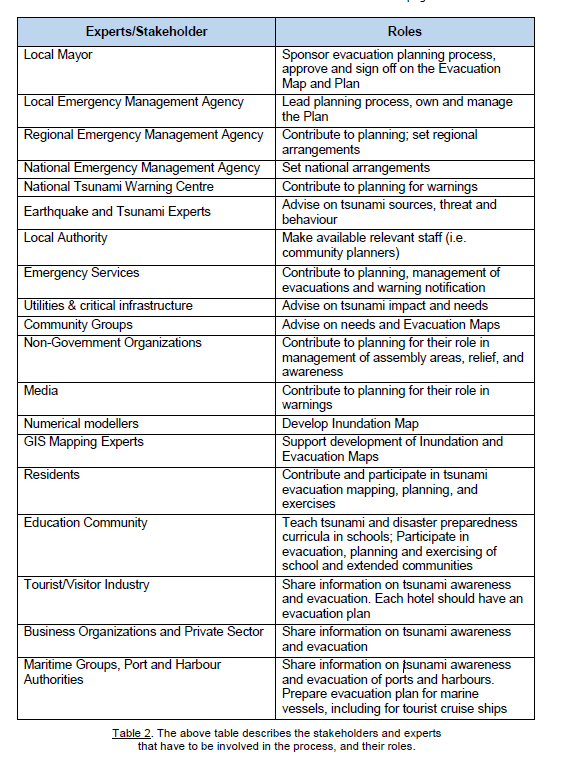 Experts/Stakeholder Roles
Local Mayor Sponsor evacuation planning process,
approve and sign off on the Evacuation
Map and Plan
Local Emergency Management Agency Lead planning process, own and manage
the Plan
Regional Emergency Management Agency Contribute to planning; set regional
arrangements
National Emergency Management Agency Set national arrangements
National Tsunami Warning Centre Contribute to planning for warnings
Earthquake and Tsunami Experts Advise on tsunami sources, threat and
behaviour
Local Authority Make available relevant staff (i.e.
community planners)
Emergency Services Contribute to planning, management of
evacuations and warning notification
Utilities & critical infrastructure Advise on tsunami impact and needs
Community Groups Advise on needs and Evacuation Maps
Non-Government Organizations Contribute to planning for their role in
management of assembly areas, relief, and
awareness
Media Contribute to planning for their role in
warnings
Numerical modellers Develop Inundation Map
GIS Mapping Experts Support development of Inundation and
Evacuation Maps
Residents Contribute and participate in tsunami
evacuation mapping, planning, and
exercises
Education Community Teach tsunami and disaster preparedness
curricula in schools; Participate in
evacuation, planning and exercising of
school and extended communities
Tourist/Visitor Industry Share information on tsunami awareness
and evacuation. Each hotel should have an
evacuation plan
Business Organizations and Private Sector Share information on tsunami awareness
and evacuation
Maritime Groups, Port and Harbour Share information on tsunami awareness
Authorities and evacuation of ports and harbours.
Prepare evacuation plan for marine
vessels, including for tourist cruise ships
Table 2. The above table describes the stakeholders and experts
that have to be involved in the process, and their roles.